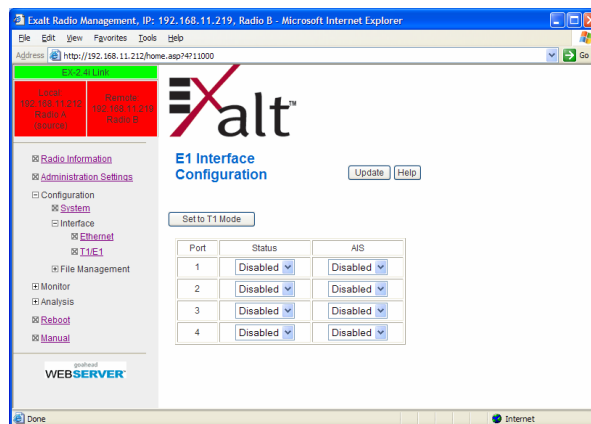 Exalt Radio Management, IP: 192.168.11.219, Radio B - Microsoft Internet Explorer
File Edit View Favorites Tools Help
Address http://192.168.11.212/home.asp?4?11000 Go
EX-2.4i Link
Local
192.168.11.212
Radio A
(source)
Remote
192.168.11.219
Radio B
Radio Information
Administration Settings
Configuration
System
Interface
Ethernet
T1/E1
File Management
Monitor
Analysis
Reboot
Manual
goahead
WEBSERVER
Exalt™
E1 Interface
Configuration
Update Help
Set to T1 Mode
Port Status AIS
1 Disabled Disabled
2 Disabled Disabled
3 Disabled Disabled
4 Disabled Disabled
Done Internet